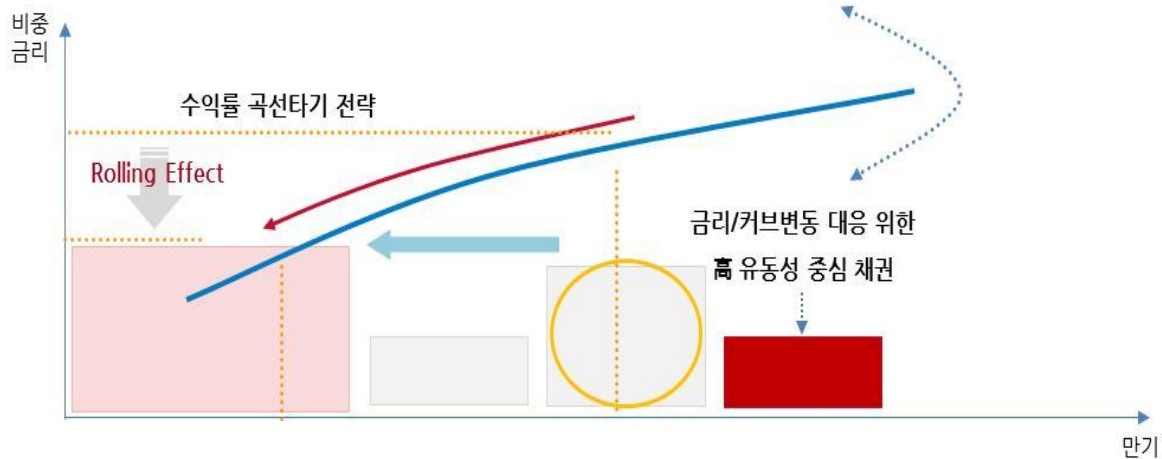 비중
금리
수익률 곡선타기 전략
Rolling Effect
금리/커브변동 대응 위한
高 유동성 중심 채권
만기